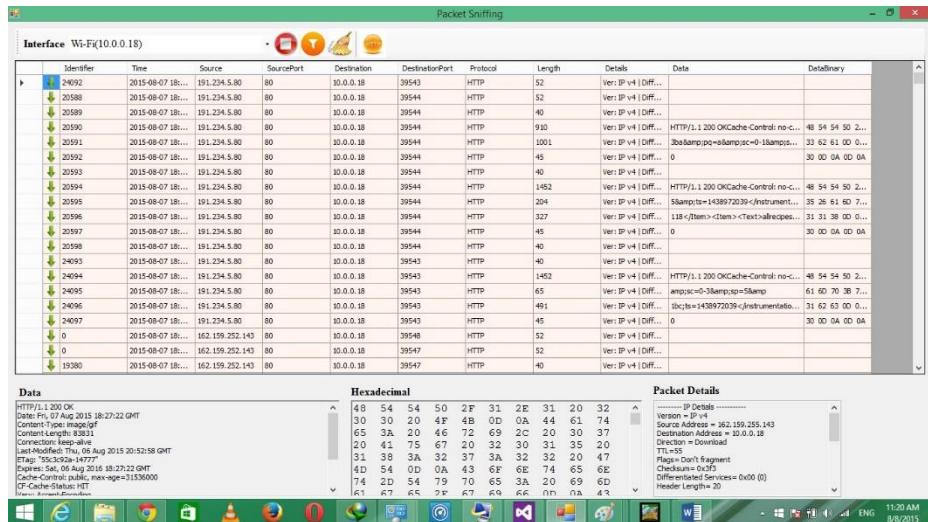 Packet Sniffing
Interface Wi-Fi(10.0.0.18)
Identifier Time Source SourcePort Destination DestinationPort Protocol Length Details Data DataBinary
24092 2015-08-07 18:... 191.234.5.80 80 10.0.0.18 39543 HTTP 52 Ver: IP v4 | Diff...
20588 2015-08-07 18:... 191.234.5.80 80 10.0.0.18 39544 HTTP 52 Ver: IP v4 | Diff...
20589 2015-08-07 18:... 191.234.5.80 80 10.0.0.18 39544 HTTP 40 Ver: IP v4 | Diff...
20590 2015-08-07 18:... 191.234.5.80 80 10.0.0.18 39544 HTTP 910 Ver: IP v4 | Diff... HTTP/1.1 200 OKCache-Control: no-c... 48 54 54 50 2...
20591 2015-08-07 18:... 191.234.5.80 80 10.0.0.18 39544 HTTP 1001 Ver: IP v4 | Diff... 3ba&amp;pq=a&amp;sc=0-1&amp;s... 33 62 61 0D 0...
20592 2015-08-07 18:... 191.234.5.80 80 10.0.0.18 39544 HTTP 45 Ver: IP v4 | Diff... 0 30 0D 0A 0D 0A
20593 2015-08-07 18:... 191.234.5.80 80 10.0.0.18 39544 HTTP 40 Ver: IP v4 | Diff...
20594 2015-08-07 18:... 191.234.5.80 80 10.0.0.18 39544 HTTP 1452 Ver: IP v4 | Diff... HTTP/1.1 200 OKCache-Control: no-c... 48 54 54 50 2...
20595 2015-08-07 18:... 191.234.5.80 80 10.0.0.18 39544 HTTP 204 Ver: IP v4 | Diff... 5&amp;ts=1438972039</instrument... 35 26 61 6D 7...
20596 2015-08-07 18:... 191.234.5.80 80 10.0.0.18 39544 HTTP 327 Ver: IP v4 | Diff... 118</Item><Item><Text>allrecipes... 31 31 38 0D 0...
20597 2015-08-07 18:... 191.234.5.80 80 10.0.0.18 39544 HTTP 45 Ver: IP v4 | Diff... 0 30 0D 0A 0D 0A
20598 2015-08-07 18:... 191.234.5.80 80 10.0.0.18 39544 HTTP 40 Ver: IP v4 | Diff...
24093 2015-08-07 18:... 191.234.5.80 80 10.0.0.18 39543 HTTP 40 Ver: IP v4 | Diff...
24094 2015-08-07 18:... 191.234.5.80 80 10.0.0.18 39543 HTTP 1452 Ver: IP v4 | Diff... HTTP/1.1 200 OKCache-Control: no-c... 48 54 54 50 2...
24095 2015-08-07 18:... 191.234.5.80 80 10.0.0.18 39543 HTTP 65 Ver: IP v4 | Diff... amp;sc=0-3&amp;sp=5&amp 61 6D 70 3B 7...
24096 2015-08-07 18:... 191.234.5.80 80 10.0.0.18 39543 HTTP 491 Ver: IP v4 | Diff... 1bc;ts=1438972039</instrumentatio... 31 62 63 0D 0...
24097 2015-08-07 18:... 191.234.5.80 80 10.0.0.18 39543 HTTP 45 Ver: IP v4 | Diff... 0 30 0D 0A 0D 0A
0 2015-08-07 18:... 162.159.252.143 80 10.0.0.18 39548 HTTP 52 Ver: IP v4 | Diff...
0 2015-08-07 18:... 162.159.252.143 80 10.0.0.18 39547 HTTP 52 Ver: IP v4 | Diff...
19380 2015-08-07 18:... 162.159.252.143 80 10.0.0.18 39547 HTTP 40 Ver: IP v4 | Diff...
Data
HTTP/1.1 200 OK
Date: Fri, 07 Aug 2015 18:27:22 GMT
Content-Type: image/gif
Content-Length: 83831
Connection: keep-alive
Last-Modified: Thu, 06 Aug 2015 20:52:58 GMT
ETag: "55c3c92a-14777"
Expires: Sat, 06 Aug 2016 18:27:22 GMT
Cache-Control: public, max-age=31536000
CF-Cache-Status: HIT
Vary: Accept-Encoding
Hexadecimal
48 54 54 50 2F 31 2E 31 20 32
30 30 20 4F 4B 0D 0A 44 61 74
65 3A 20 46 72 69 2C 20 30 37
20 41 75 67 20 32 30 31 35 20
31 38 3A 32 37 3A 32 32 20 47
4D 54 0D 0A 43 6F 6E 74 65 6E
74 2D 54 79 70 65 3A 20 69 6D
61 67 65 2F 67 69 66 0D 0A 43
Packet Details
--------- IP Detials -----------
Version = IP v4
Source Address = 162.159.255.143
Destination Address = 10.0.0.18
Direction = Download
TTL=55
Flags= Don't fragment
Checksum= 0x3f3
Differentiated Services= 0x00 (0)
Header Length= 20
ENG
11:20 AM
8/8/2015